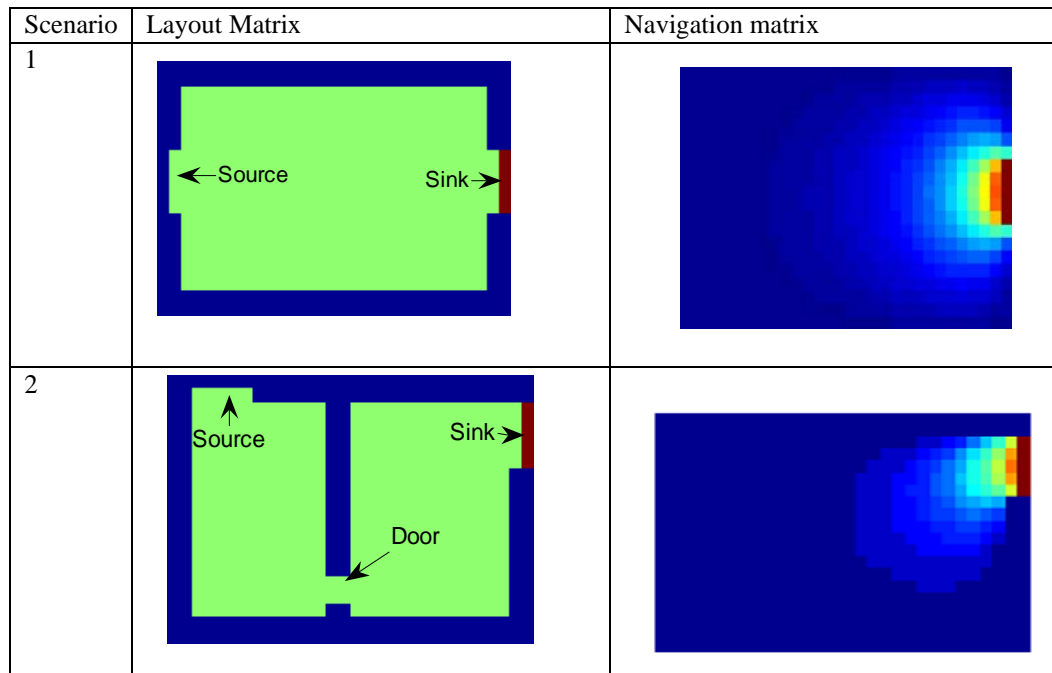 Scenario Layout Matrix Navigation matrix
1
Source
Sink
2
Source
Sink
Door